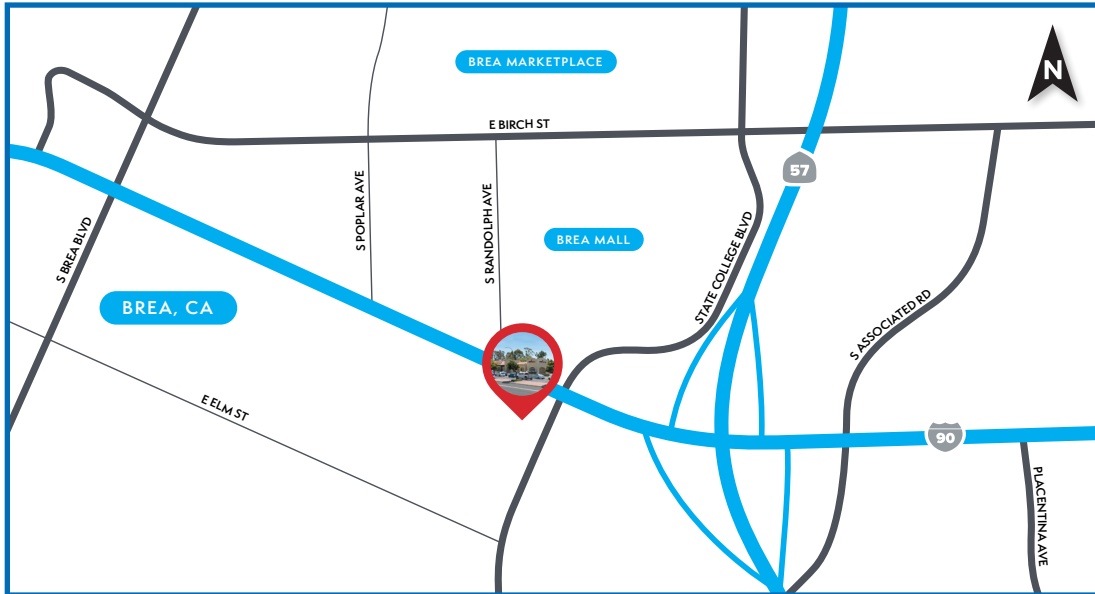 BREA MARKETPLACE
N
E BIRCH ST
57
S POPLAR AVE
S RANDOLPH AVE
BREA MALL
STATE COLLEGE BLVD
S BREA BLVD
BREA, CA
S ASSOCIATED RD
E ELM ST
90
PLACENTINA AVE